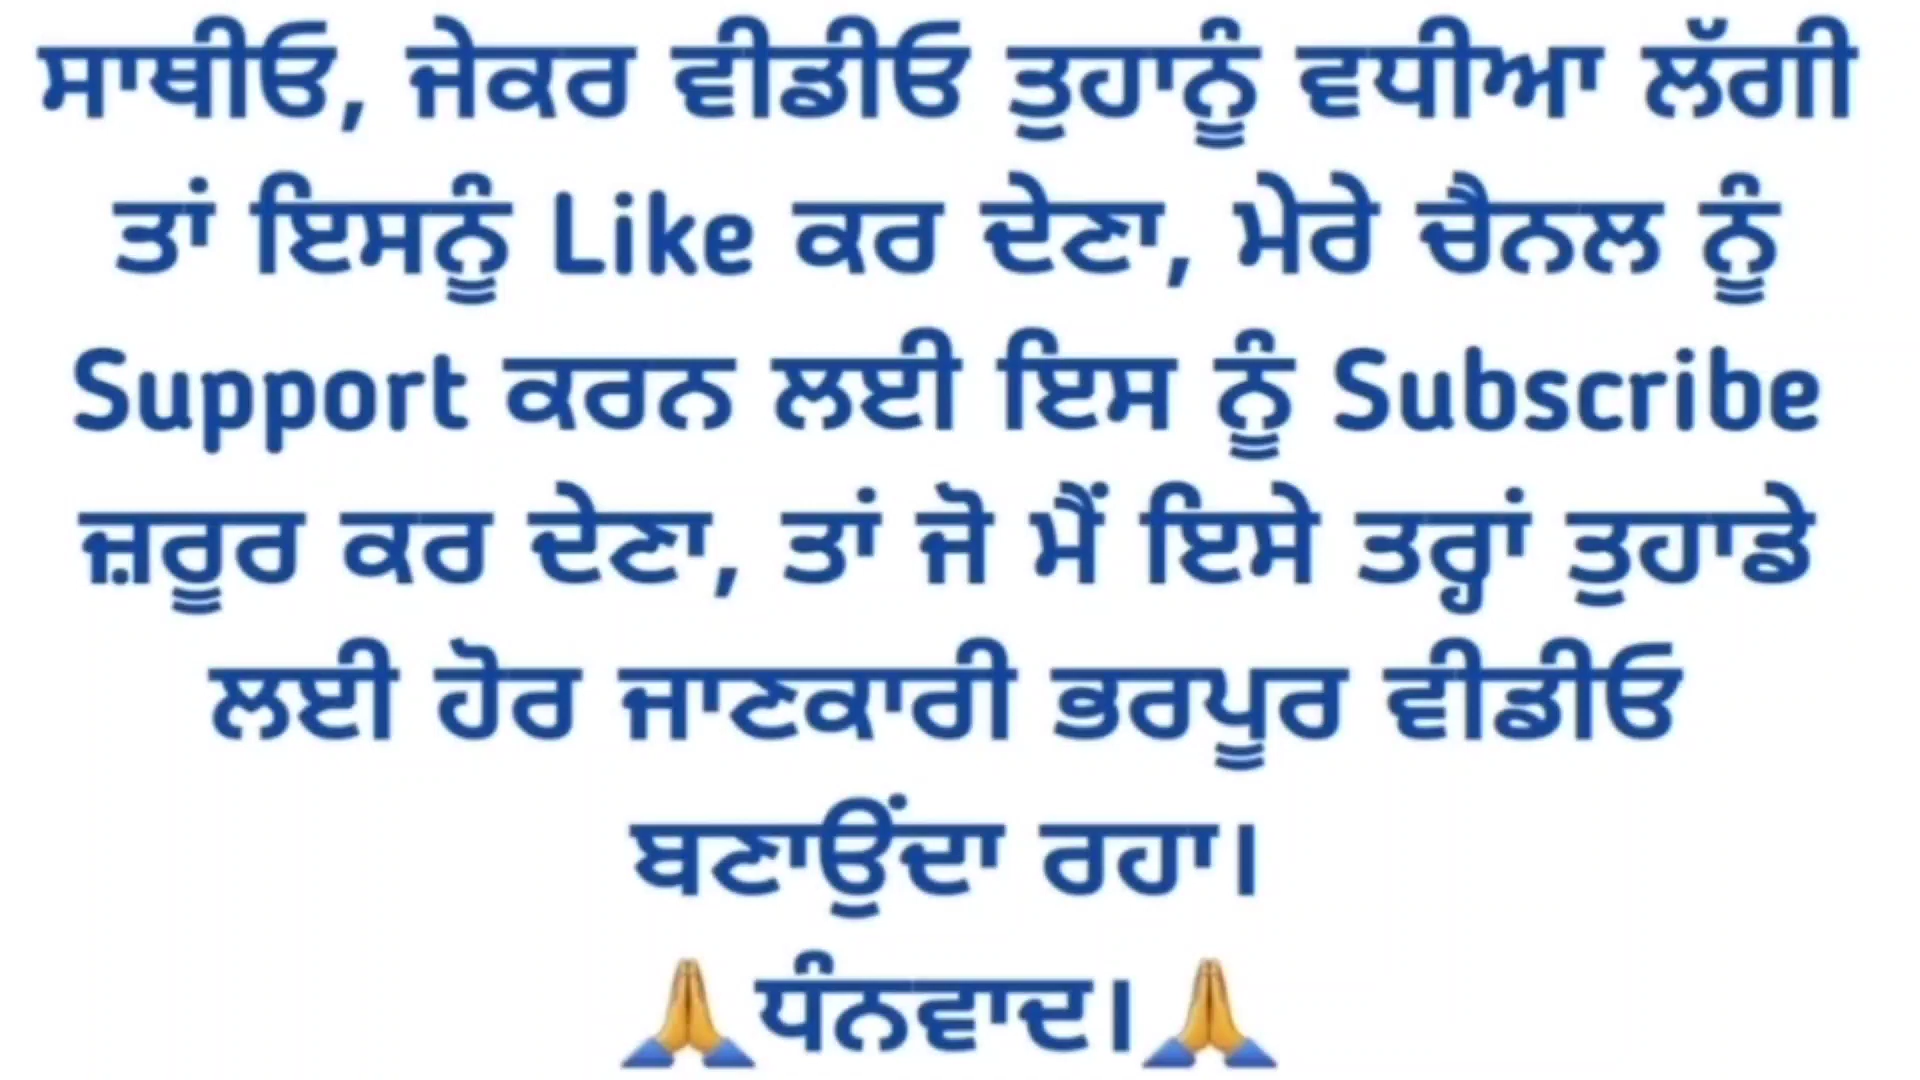 ਸਾਥੀਓ, ਜੇਕਰ ਵੀਡੀਓ ਤੁਹਾਨੂੰ ਵਧੀਆ ਲੱਗੀ
ਤਾਂ ਇਸਨੂੰ Like ਕਰ ਦੇਣਾ, ਮੇਰੇ ਚੈਨਲ ਨੂੰ
Support ਕਰਨ ਲਈ ਇਸ ਨੂੰ Subscribe
ਜ਼ਰੂਰ ਕਰ ਦੇਣਾ, ਤਾਂ ਜੋ ਮੈਂ ਇਸੇ ਤਰ੍ਹਾਂ ਤੁਹਾਡੇ
ਲਈ ਹੋਰ ਜਾਣਕਾਰੀ ਭਰਪੂਰ ਵੀਡੀਓ
ਬਣਾਉਂਦਾ ਰਹਾ।
🙏ਧੰਨਵਾਦ।🙏